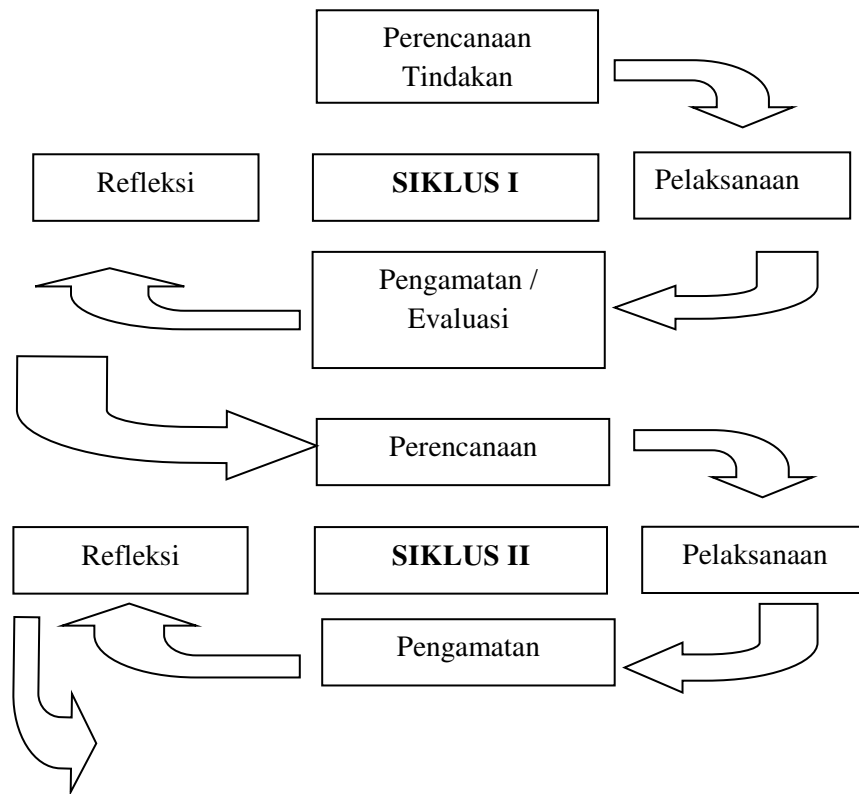 Perencanaan
Tindakan
Refleksi
SIKLUS I
Pelaksanaan
Pengamatan /
Evaluasi
Perencanaan
Refleksi
SIKLUS II
Pelaksanaan
Pengamatan